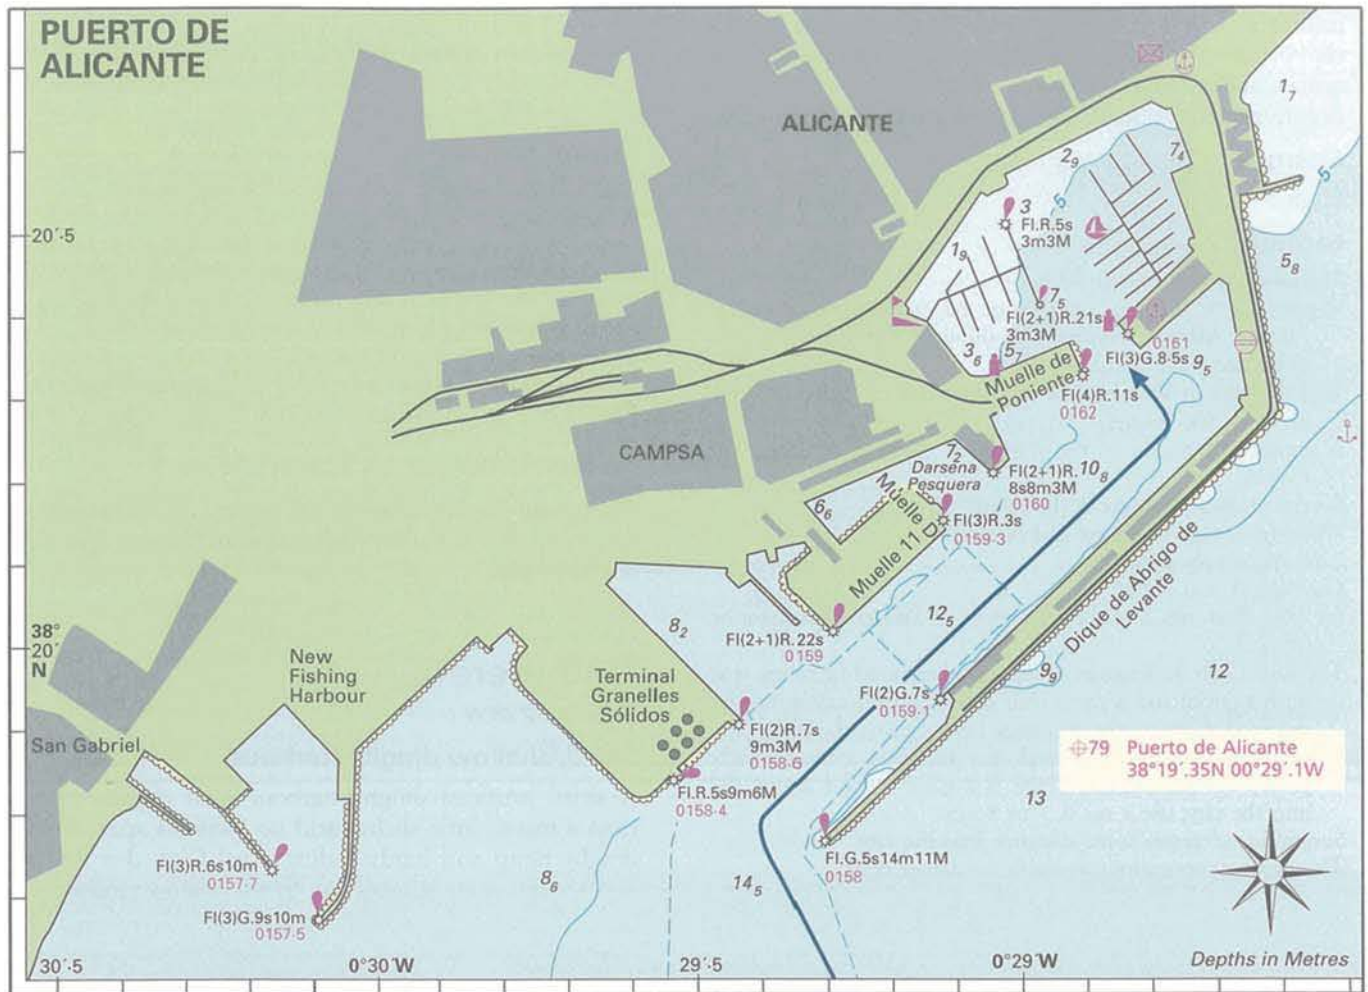 PUERTO DE
ALICANTE
ALICANTE
1₇
2₉
7₄
5
5
20´·5
3
Fl.R.5s
3m3M
1₉
5₈
7₅
Fl(2+1)R.21s
3m3M
0161
Fl(3)G.8·5s
9₅
3₆
5₇
Muelle de
Poniente
Fl(4)R.11s
0162
CAMPSA
7₂
Darsena
Pesquera
Fl(2+1)R.
8s8m3M
0160
10₈
6₆
Muelle D
Fl(3)R.3s
0159·3
Muelle 11
Dique de Abrigo de
Levante
12₅
Fl(2+1)R.22s
0159
8₂
38°
20´
N
New
Fishing
Harbour
Terminal
Granelles
Sólidos
9₉
12
Fl(2)G.7s
0159·1
San Gabriel
Fl(2)R.7s
9m3M
0158·6
79 Puerto de Alicante
38°19´.35N 00°29´.1W
Fl.R.5s9m6M
0158·4
13
Fl.G.5s14m11M
0158
Fl(3)R.6s10m
0157·7
8₆
14₅
Fl(3)G.9s10m
0157·5
30´·5
0°30´W
29´·5
0°29´W
Depths in Metres